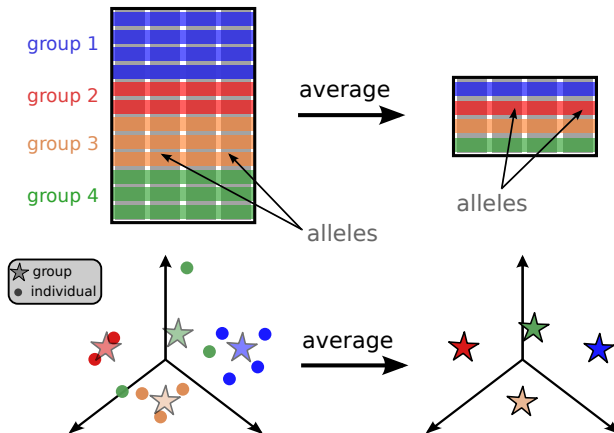 group 1
group 2
group 3
group 4
average
alleles
alleles
group
individual
average